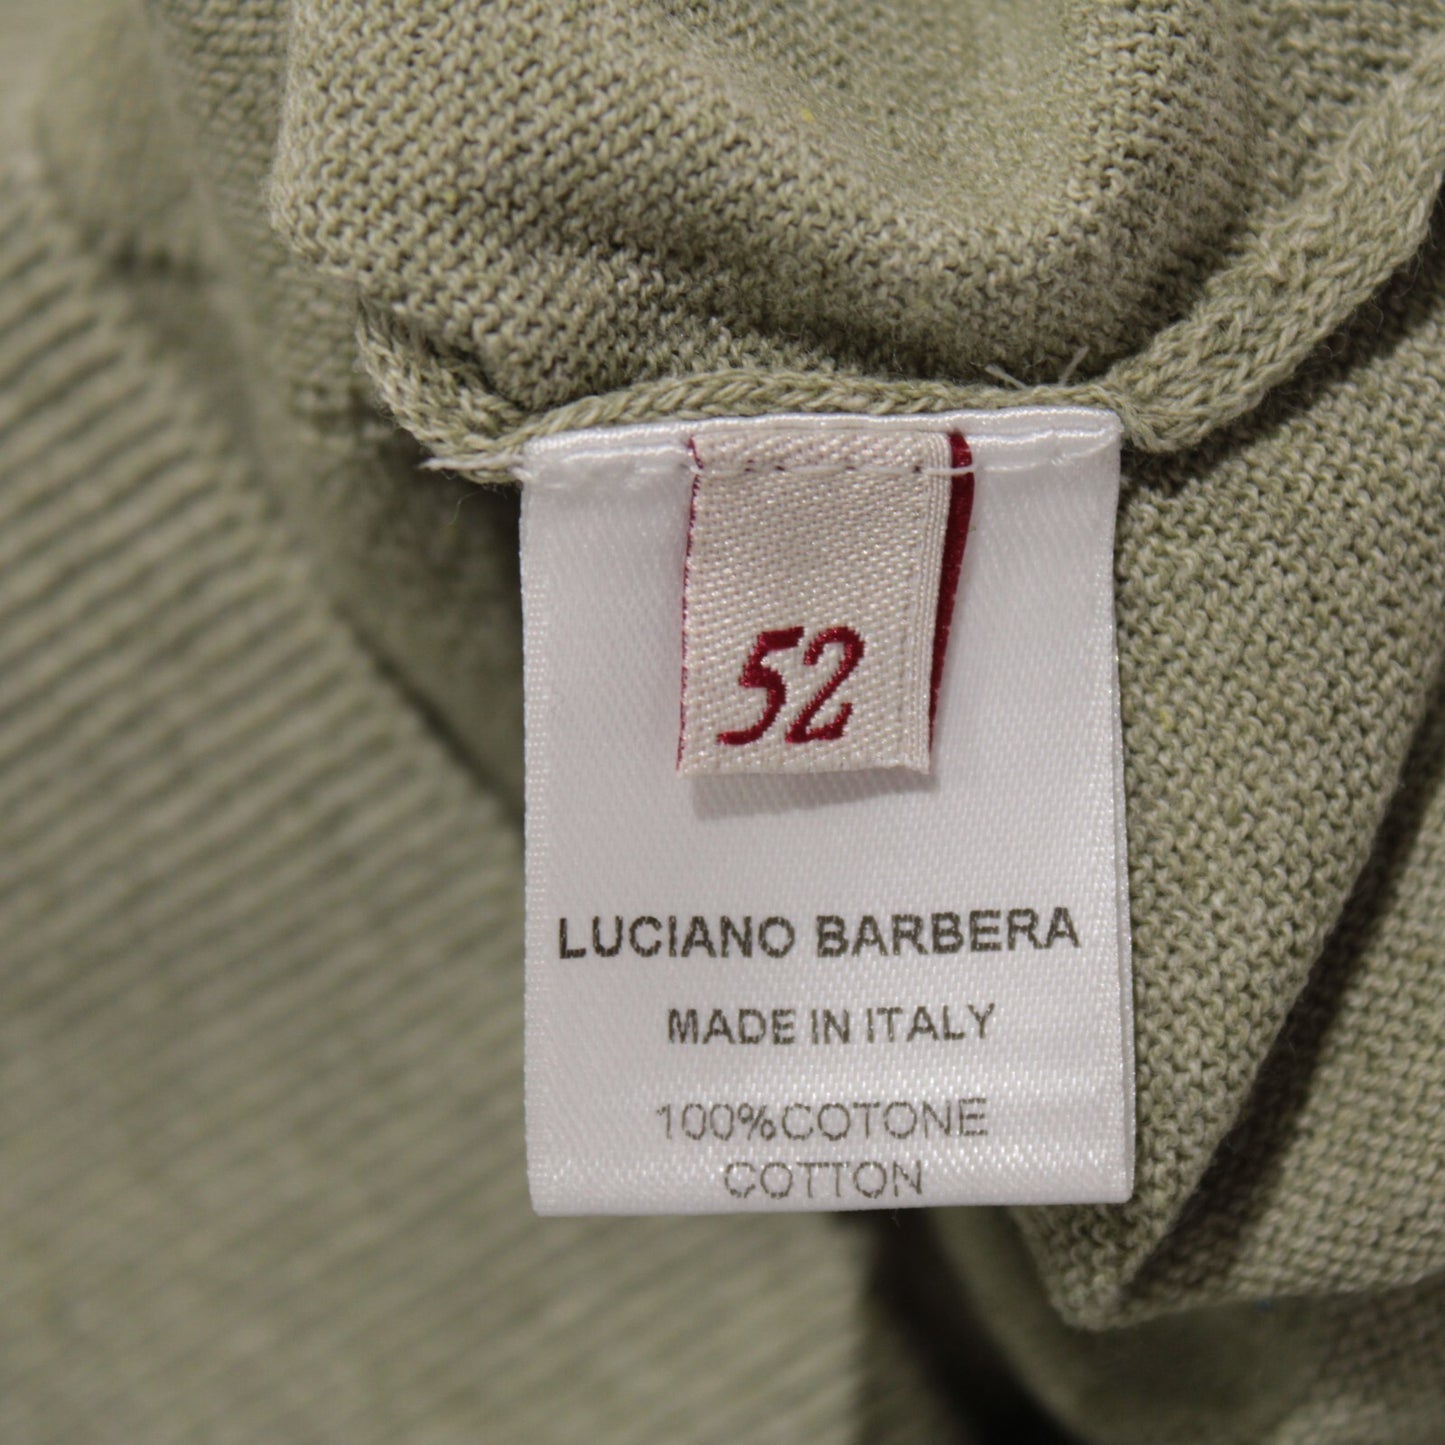 52
LUCIANO BARBERA
MADE IN ITALY
100%COTONE
COTTON